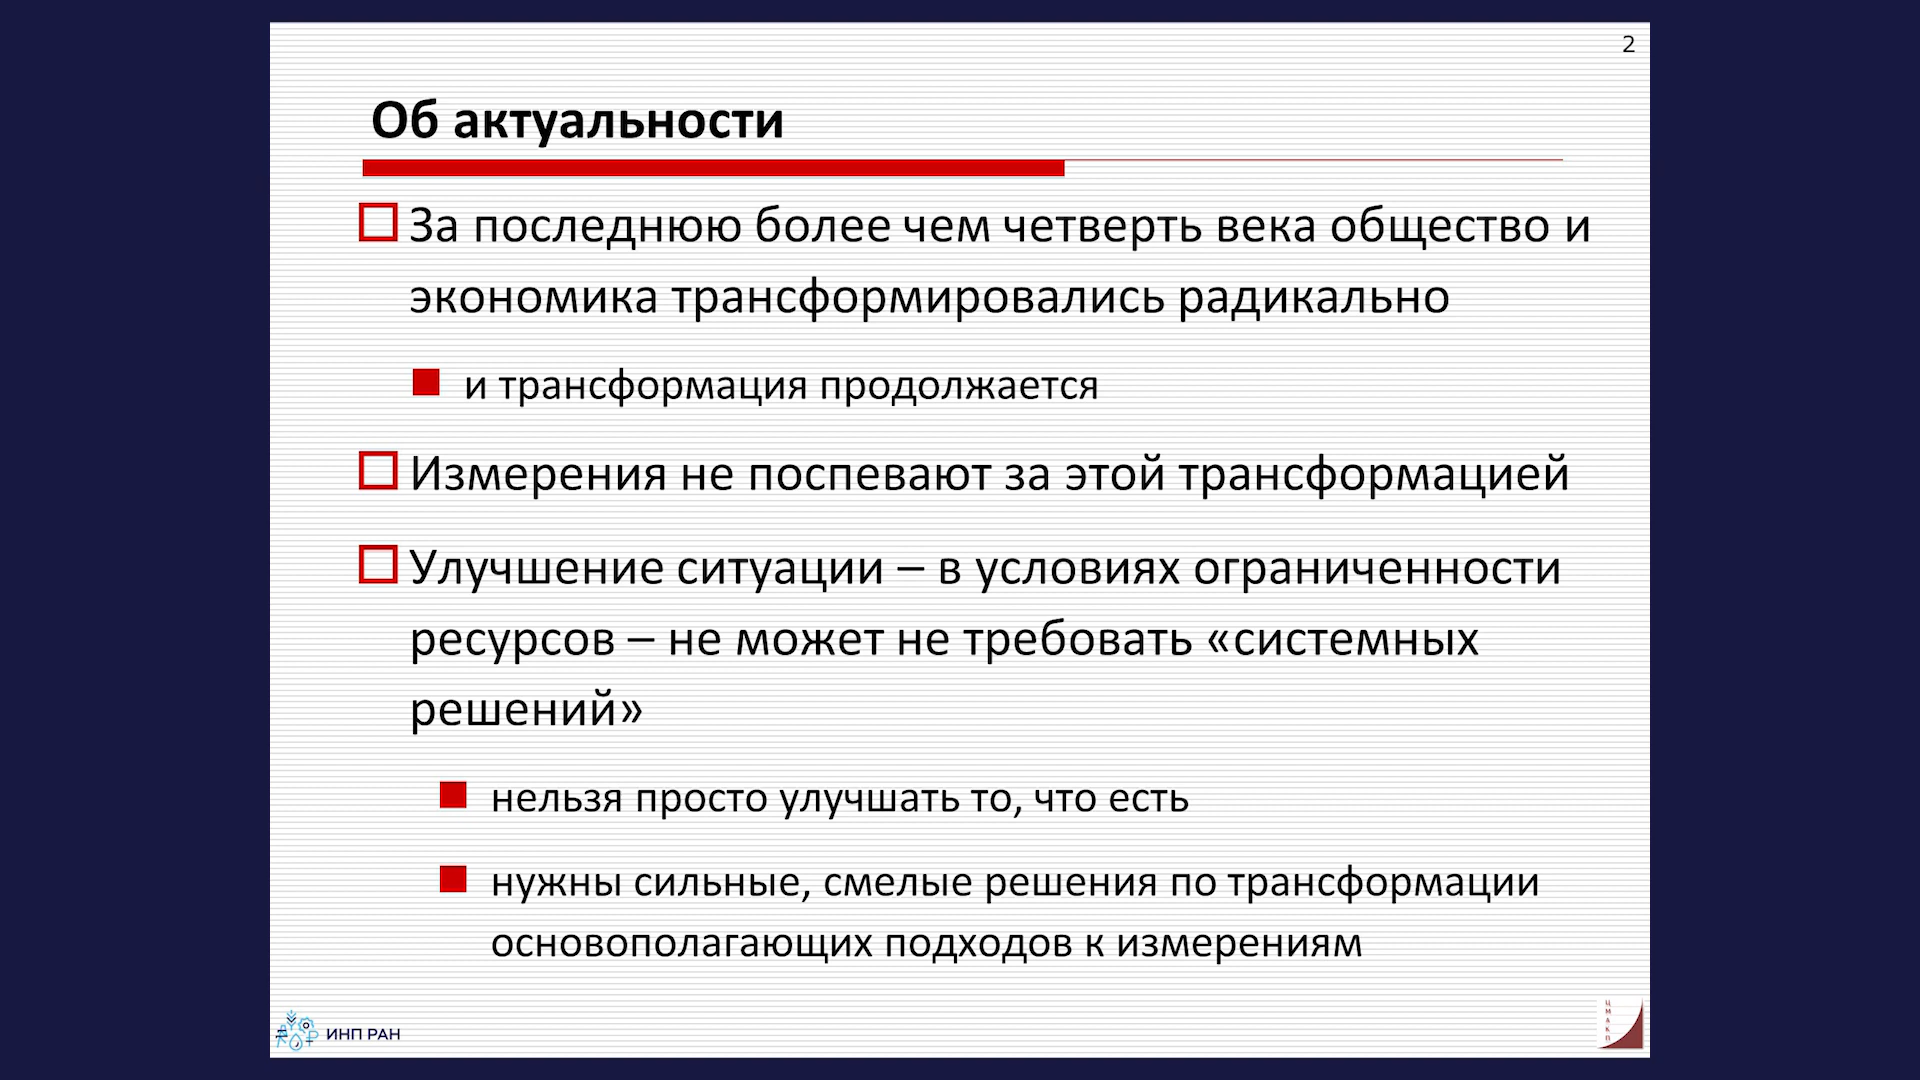 2
Об актуальности
За последнюю более чем четверть века общество и
экономика трансформировались радикально
и трансформация продолжается
Измерения не поспевают за этой трансформацией
Улучшение ситуации – в условиях ограниченности
ресурсов – не может не требовать «системных
решений»
нельзя просто улучшать то, что есть
нужны сильные, смелые решения по трансформации
основополагающих подходов к измерениям
ИНП РАН
ЦМАКП